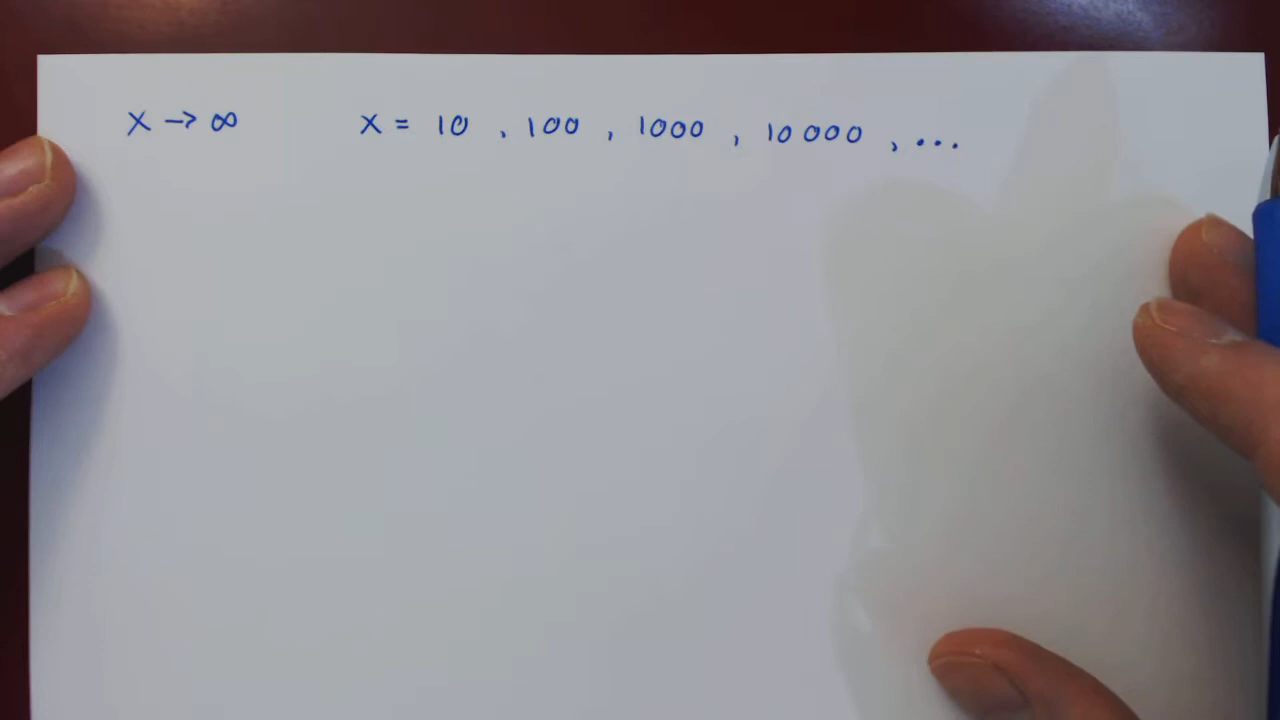 x → ∞ x = 10 , 100 , 1000 , 10000 , ...